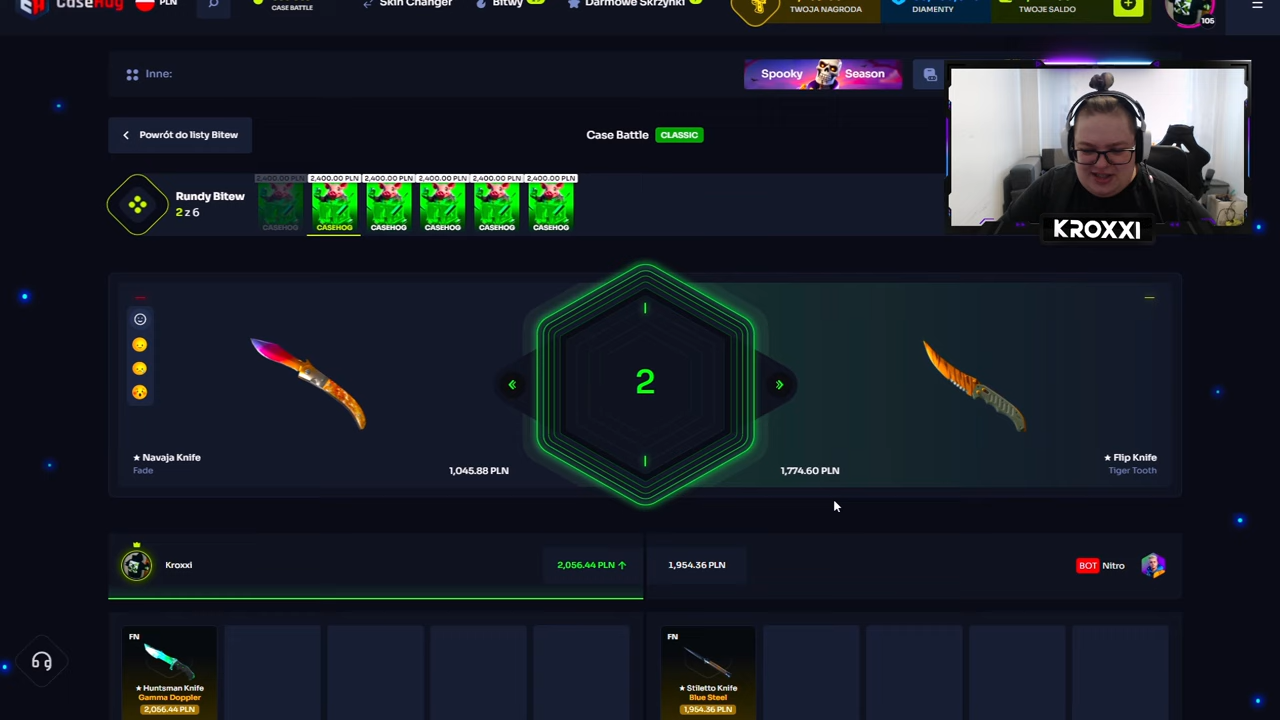 CaseHog
PLN
CASE BATTLE
Skin Changer
Bitwy
Darmowe Skrzynki
TWOJA NAGRODA
DIAMENTY
TWOJE SALDO
105
Inne:
Spooky Season
Powrót do listy Bitew
Case Battle CLASSIC
Rundy Bitew
2 z 6
2,400.00 PLN 2,400.00 PLN 2,400.00 PLN 2,400.00 PLN 2,400.00 PLN 2,400.00 PLN
CASEHOG CASEHOG CASEHOG CASEHOG CASEHOG CASEHOG
KROXXI
2
★ Navaja Knife
Fade
1,045.88 PLN
1,774.60 PLN
★ Flip Knife
Tiger Tooth
Kroxxi
2,056.44 PLN
1,954.36 PLN
BOT Nitro
FN
★ Huntsman Knife
Gamma Doppler
2,056.44 PLN
FN
★ Stiletto Knife
Blue Steel
1,954.36 PLN